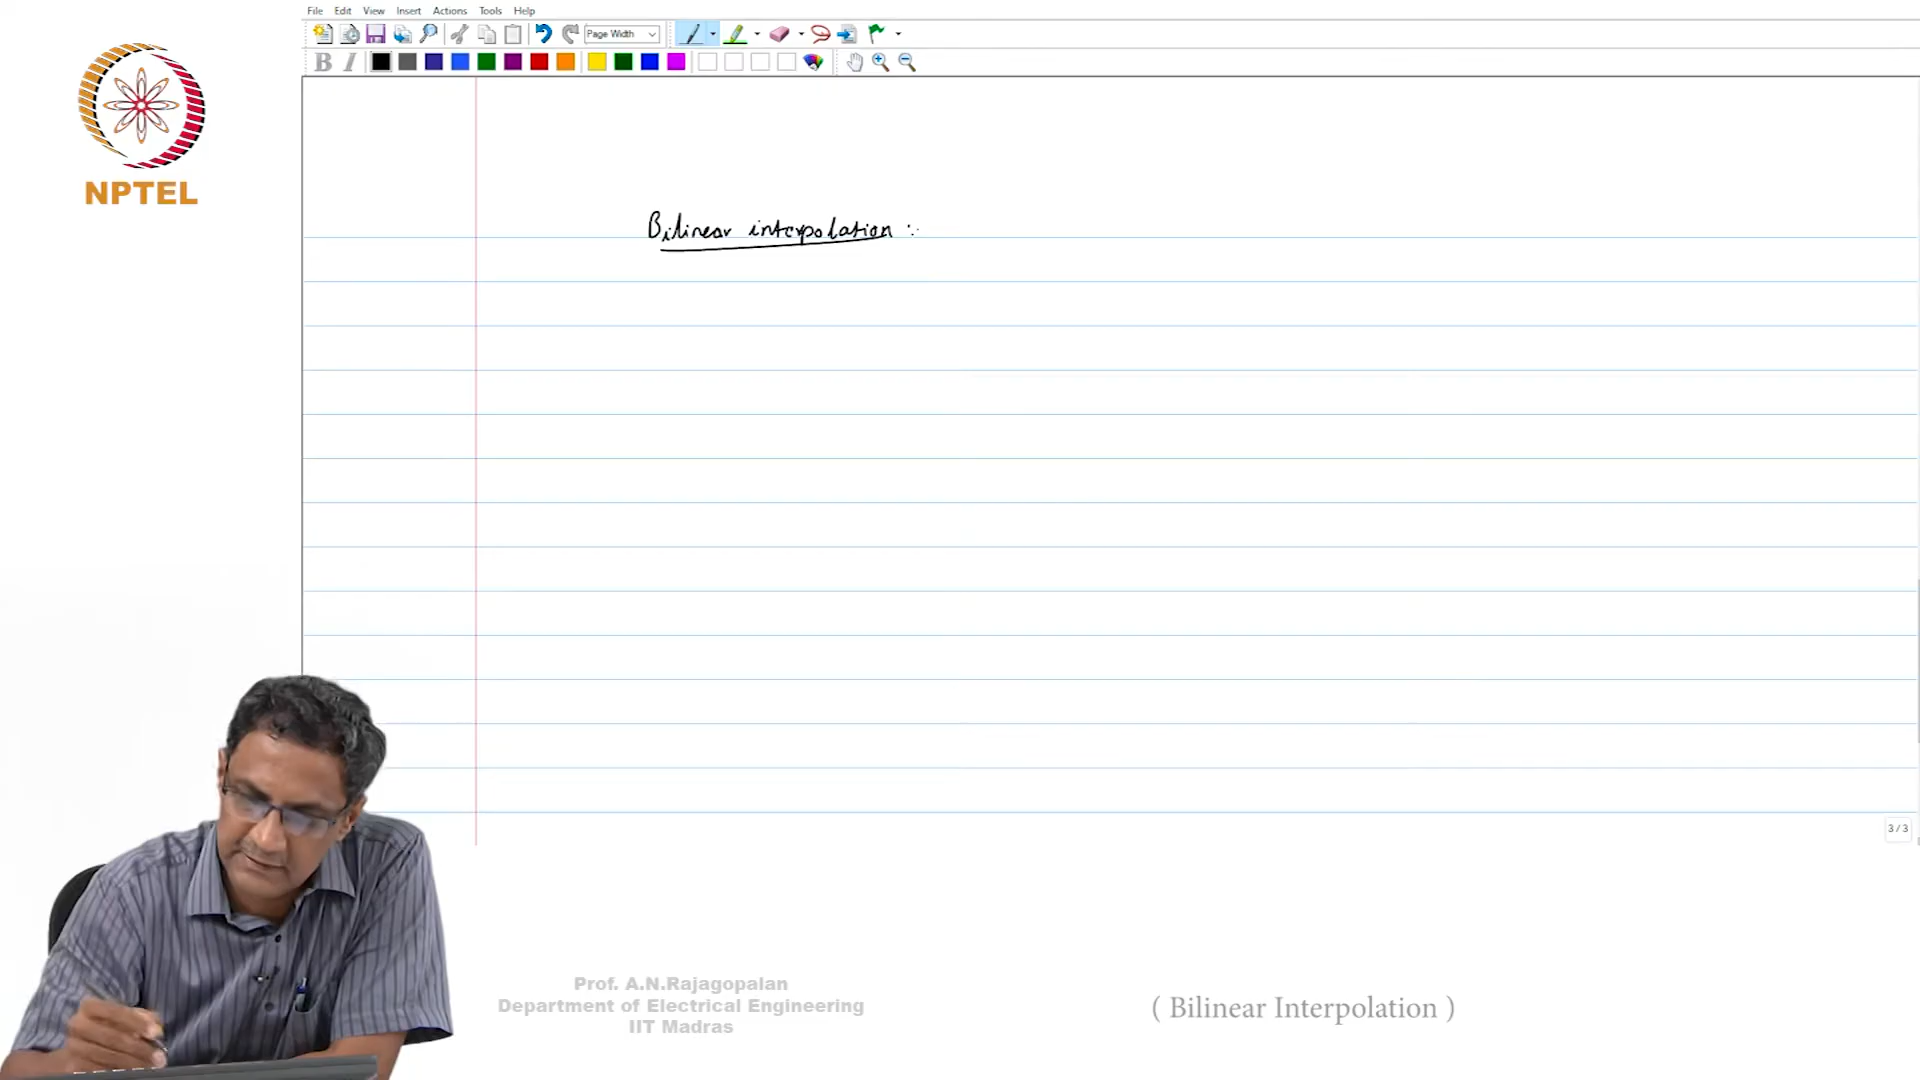 File Edit View Insert Actions Tools Help
Page Width
B I
NPTEL
Bilinear interpolation :-
3 / 3
Prof. A.N.Rajagopalan
Department of Electrical Engineering
IIT Madras
( Bilinear Interpolation )